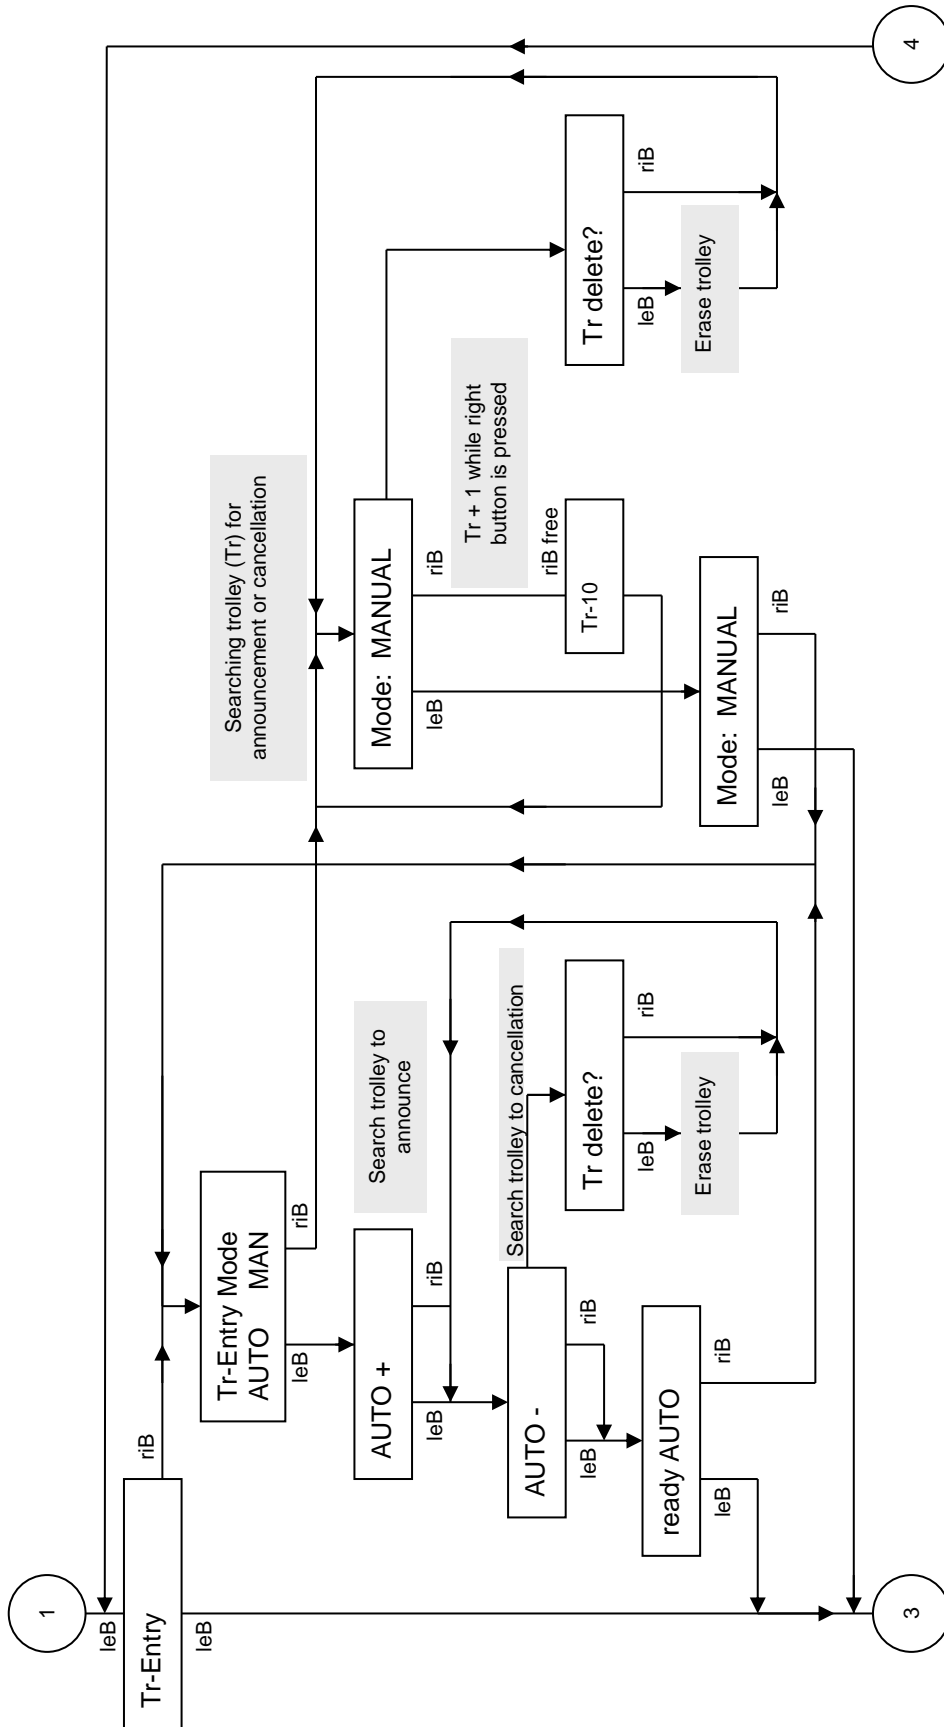 1
leB
Tr-Entry
riB
leB
Tr-Entry Mode
AUTO MAN
leB
riB
AUTO +
leB
riB
Search trolley to
announce
AUTO -
leB
riB
Search trolley to cancellation
Tr delete?
leB
riB
Erase trolley
ready AUTO
leB
riB
Searching trolley (Tr) for
announcement or cancellation
Mode: MANUAL
leB
riB
Tr + 1 while right
button is pressed
riB free
Tr-10
Mode: MANUAL
leB
riB
Tr delete?
leB
riB
Erase trolley
3
4